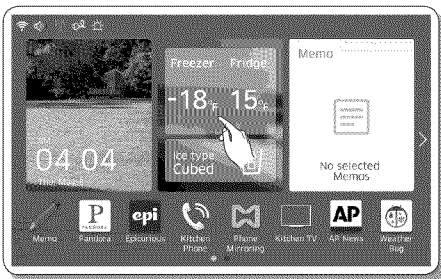 Freezer Fridge
-18°F 15°F
Ice type
Cubed
Memo
No selected
Memos
04 04
P
PANDORA
epi
AP
Memo
Pandora
Epicurious
Kitchen
Phone
Phone
Mirroring
Kitchen TV
AP News
Weather
Bug